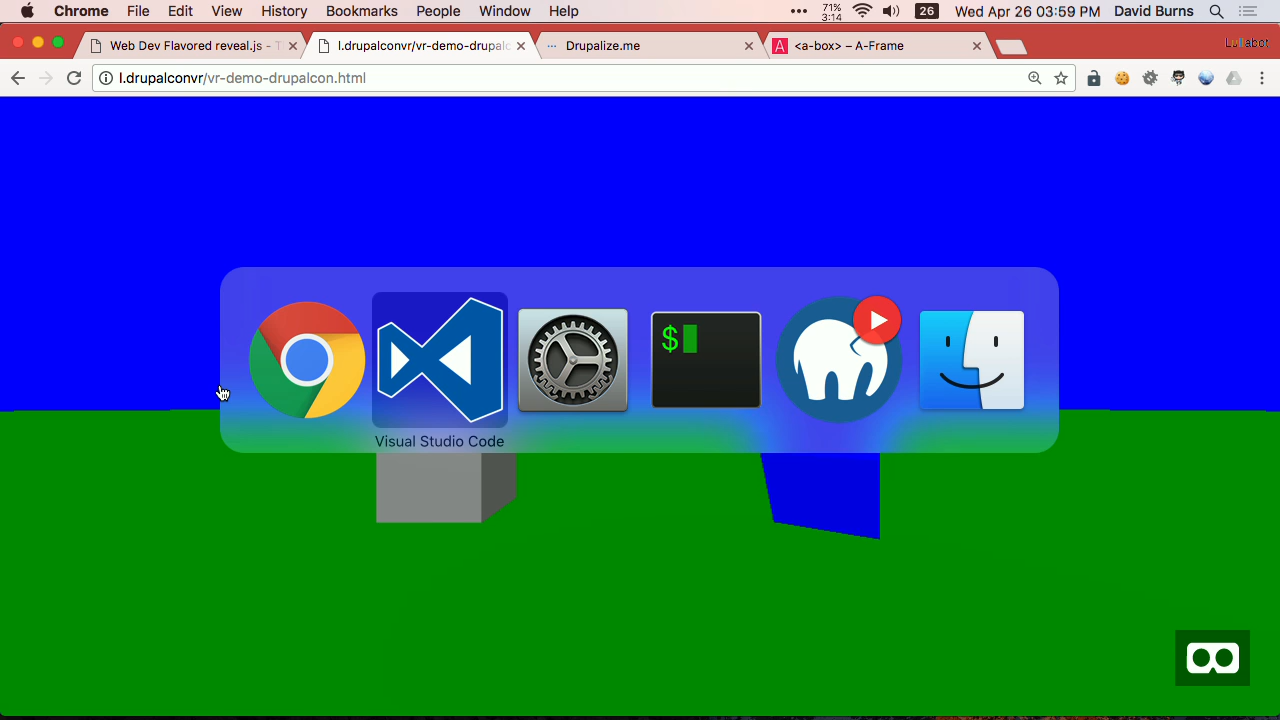 Chrome File Edit View History Bookmarks People Window Help ••• 71% 3:14 26 Wed Apr 26 03:59 PM David Burns
Web Dev Flavored reveal.js - T × l.drupalconvr/vr-demo-drupalc × Drupalize.me × A <a-box> – A-Frame × Lullabot
l.drupalconvr/vr-demo-drupalcon.html
$
Visual Studio Code